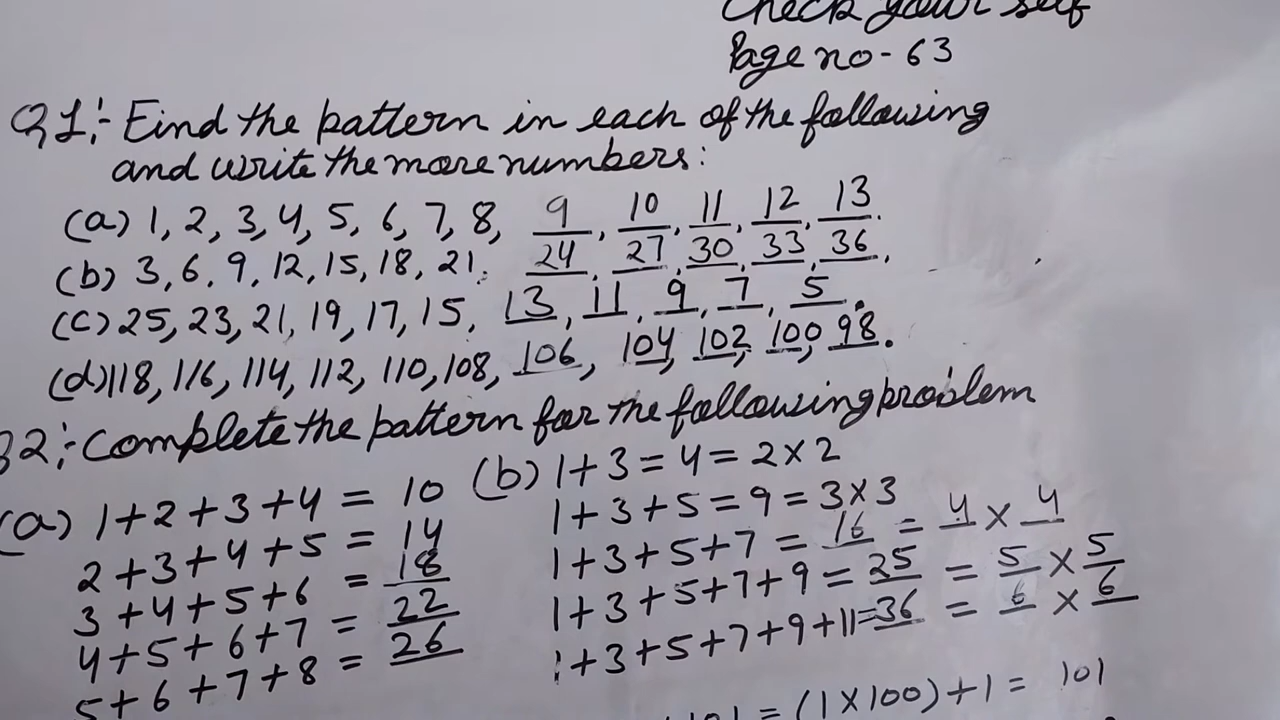 Check your self
Page no - 63
Q1:- Find the pattern in each of the following
and write the more numbers:
(a) 1, 2, 3, 4, 5, 6, 7, 8, 9, 10, 11, 12, 13.
(b) 3, 6, 9, 12, 15, 18, 21, 24, 27, 30, 33, 36.
(c) 25, 23, 21, 19, 17, 15, 13, 11, 9, 7, 5.
(d) 118, 116, 114, 112, 110, 108, 106, 104, 102, 100, 98.
Q2:- Complete the pattern for the following problem
(a) 1+2+3+4 = 10
2+3+4+5 = 14
3+4+5+6 = 18
4+5+6+7 = 22
5+6+7+8 = 26
(b) 1+3 = 4 = 2×2
1+3+5 = 9 = 3×3
1+3+5+7 = 16 = 4 × 4
1+3+5+7+9 = 25 = 5 × 5
1+3+5+7+9+11 = 36 = 6 × 6
101 = (1×100)+1 = 101